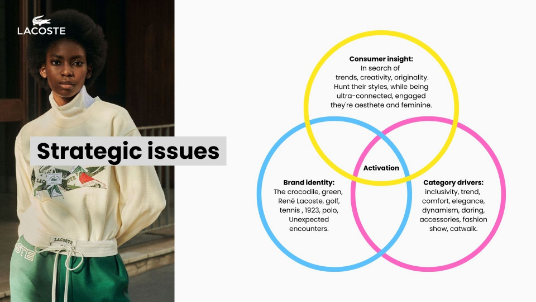 LACOSTE
Strategic issues
Consumer insight:
In search of
trends, creativity, originality.
Hunt their styles, while being
ultra-connected, engaged
they're aesthete and feminine.
Activation
Brand identity:
The crocodile, green,
René Lacoste, golf,
tennis , 1923, polo,
Unexpected
encounters.
Category drivers:
Inclusivity, trend,
comfort, elegance,
dynamism, daring,
accessories, fashion
show, catwalk.
LACOSTE